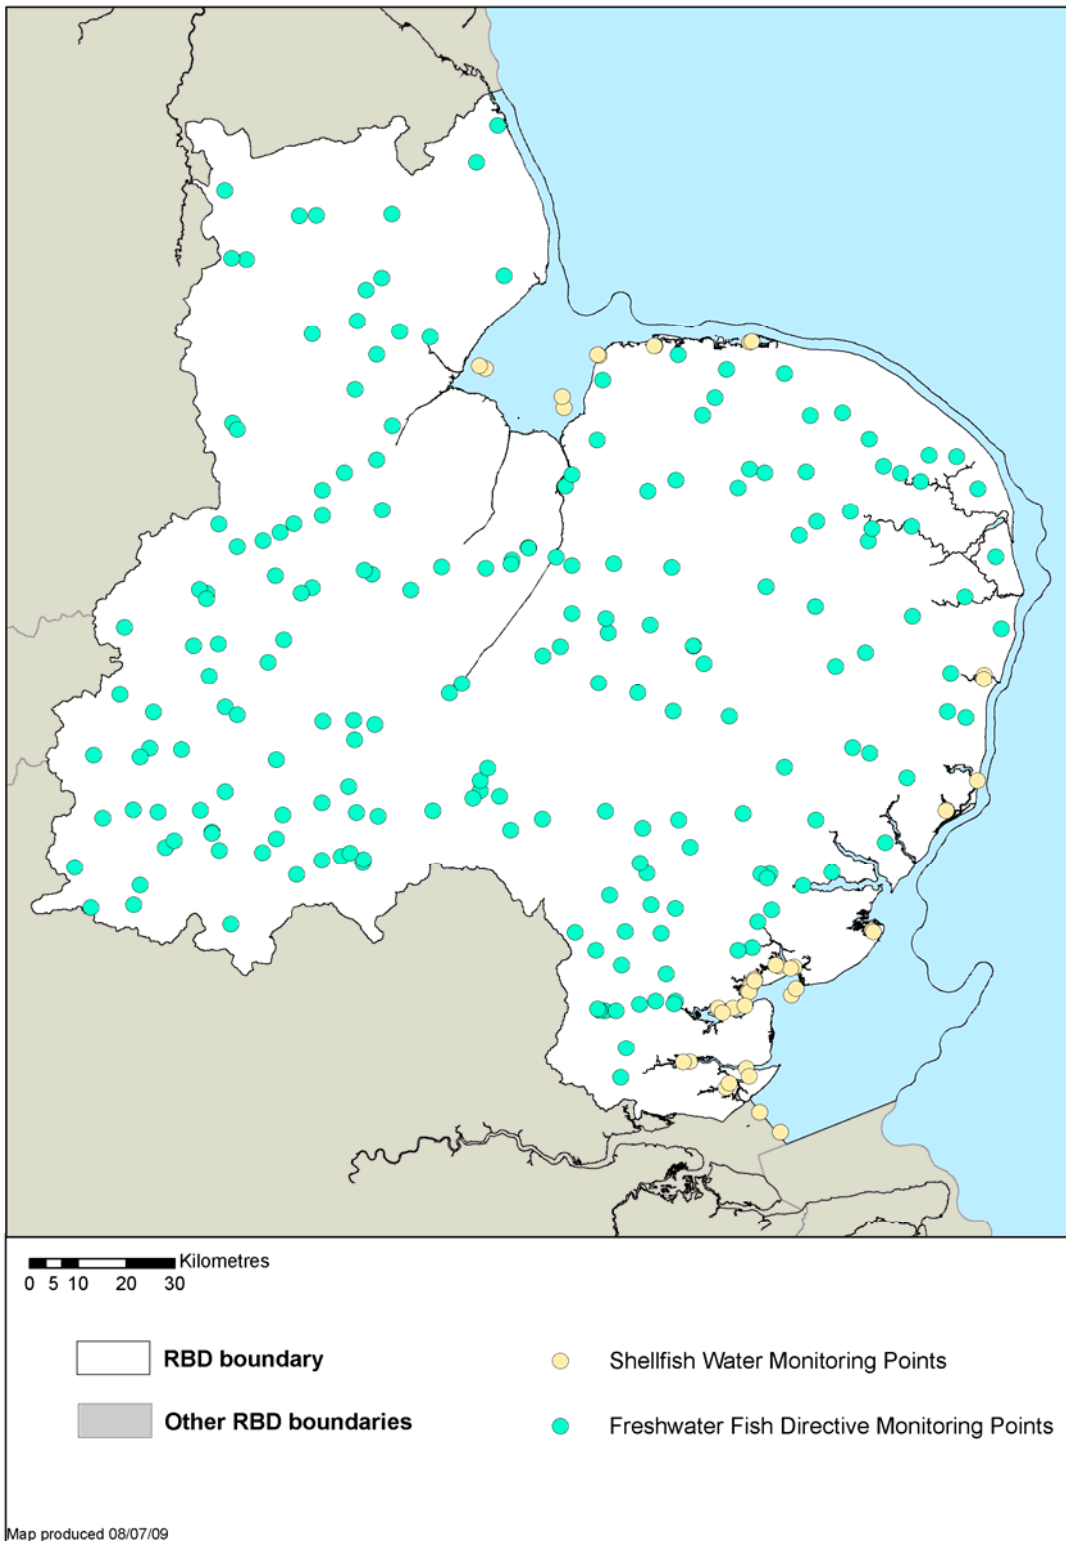 Kilometres
0 5 10 20 30
RBD boundary
Shellfish Water Monitoring Points
Other RBD boundaries
Freshwater Fish Directive Monitoring Points
Map produced 08/07/09